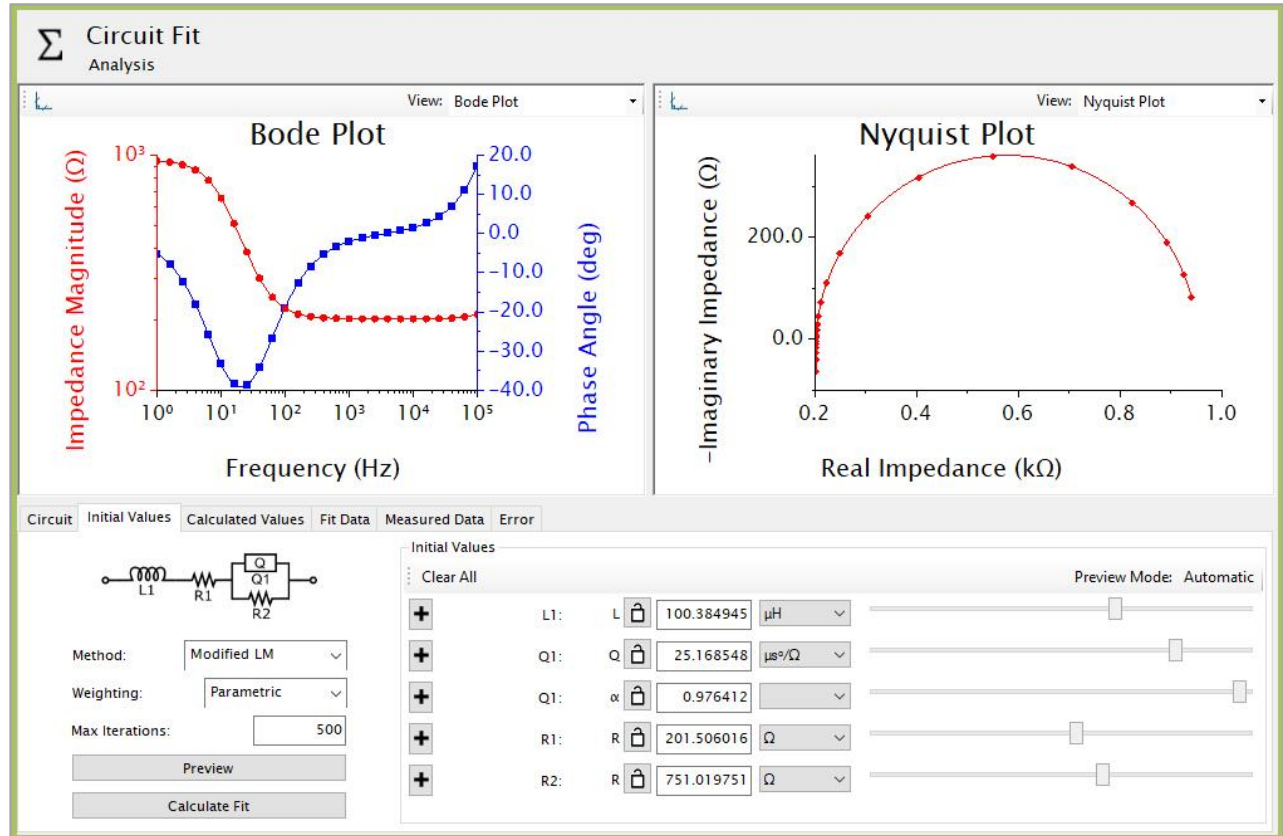 Σ Circuit Fit
Analysis
View: Bode Plot
Bode Plot
Impedance Magnitude (Ω)
10³
10²
20.0
10.0
0.0
−10.0
−20.0
−30.0
−40.0
Phase Angle (deg)
10⁰ 10¹ 10² 10³ 10⁴ 10⁵
Frequency (Hz)
View: Nyquist Plot
Nyquist Plot
−Imaginary Impedance (Ω)
200.0
0.0
0.2 0.4 0.6 0.8 1.0
Real Impedance (kΩ)
Circuit Initial Values Calculated Values Fit Data Measured Data Error
L1 R1 Q Q1 R2
Method: Modified LM
Weighting: Parametric
Max Iterations: 500
Preview
Calculate Fit
Initial Values
Clear All Preview Mode: Automatic
L1: L 100.384945 µH
Q1: Q 25.168548 µsᵅ/Ω
Q1: α 0.976412
R1: R 201.506016 Ω
R2: R 751.019751 Ω